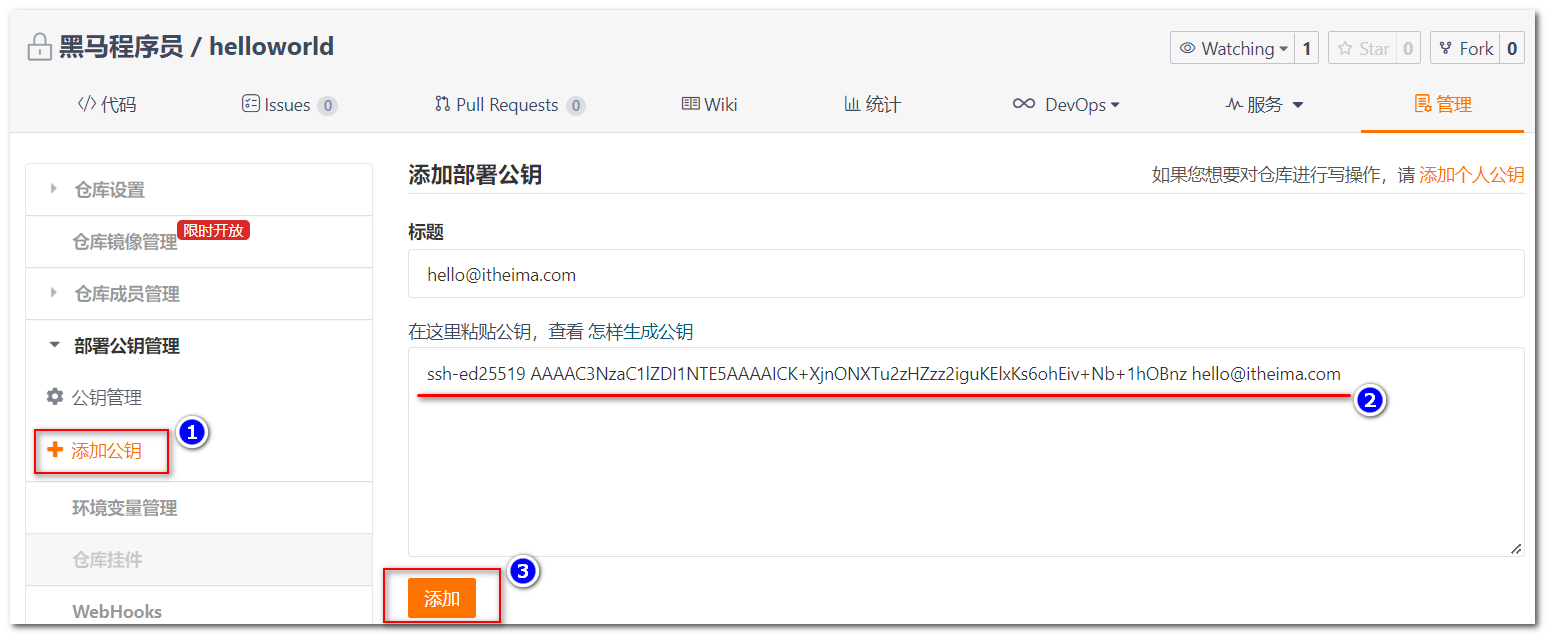 黑马程序员 / helloworld
Watching 1 Star 0 Fork 0
代码 Issues 0 Pull Requests 0 Wiki 统计 DevOps 服务 管理
仓库设置
仓库镜像管理 限时开放
仓库成员管理
部署公钥管理
公钥管理
添加公钥 1
环境变量管理
仓库挂件
WebHooks
添加部署公钥 如果您想要对仓库进行写操作，请 添加个人公钥
标题
hello@itheima.com
在这里粘贴公钥，查看 怎样生成公钥
ssh-ed25519 AAAAC3NzaC1lZDI1NTE5AAAAICK+XjnONXTu2zHZzz2iguKElxKs6ohEiv+Nb+1hOBnz hello@itheima.com
2
添加 3